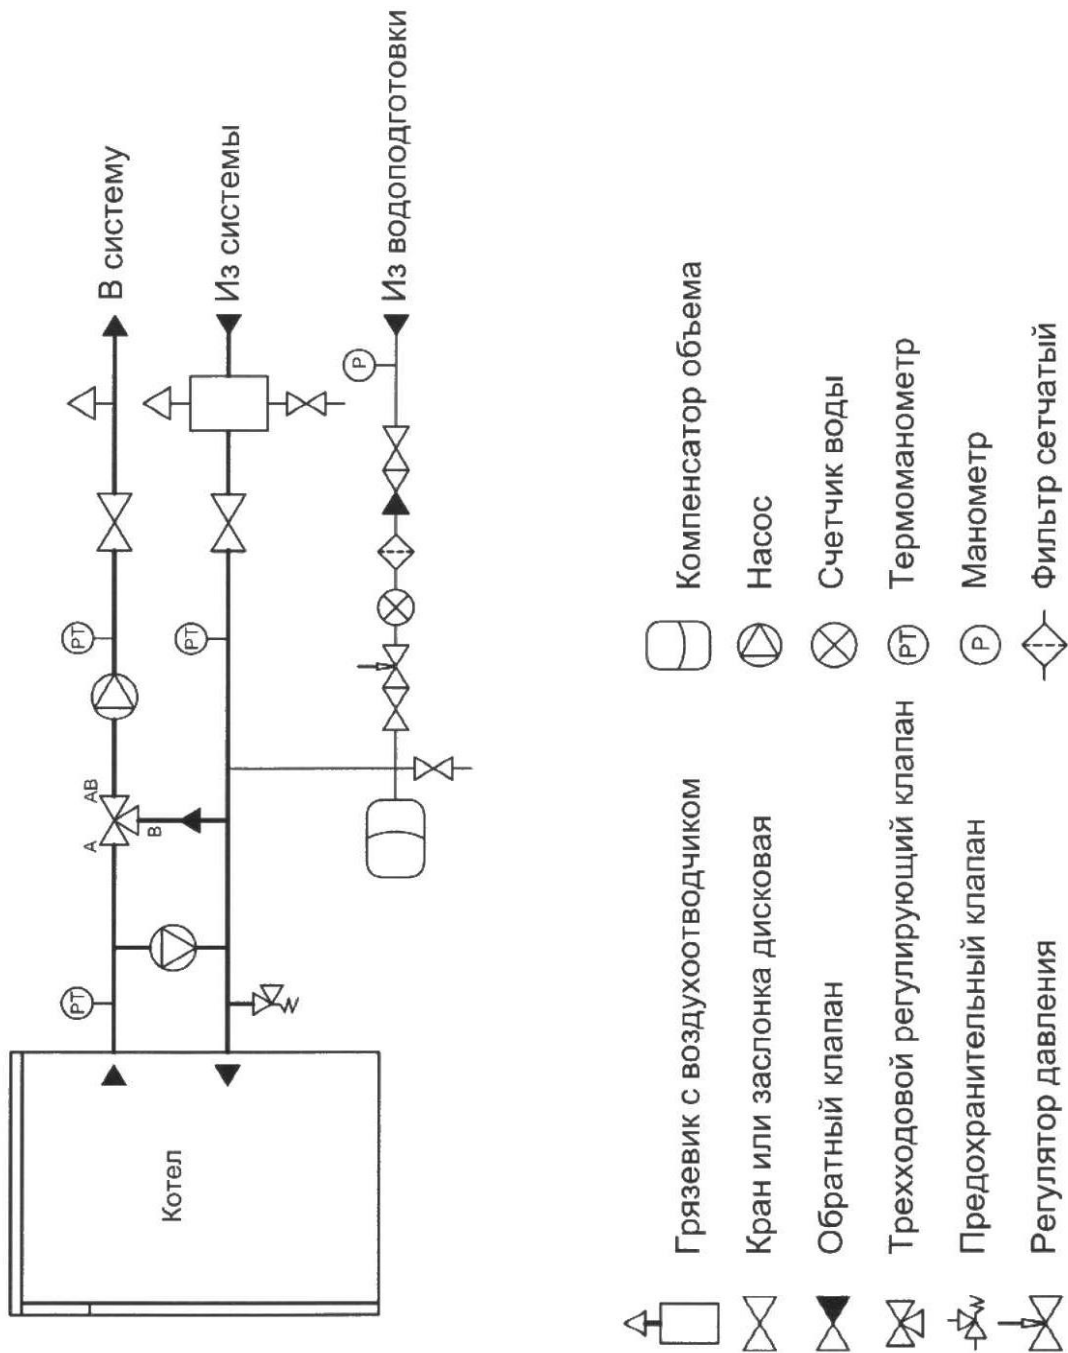 В систему
Из системы
Из водоподготовки
PT
PT
PT
P
A
AB
B
Котел
Грязевик с воздухоотводчиком
Кран или заслонка дисковая
Обратный клапан
Трехходовой регулирующий клапан
Предохранительный клапан
Регулятор давления
Компенсатор объема
Насос
Счетчик воды
PT Термоманометр
P Манометр
Фильтр сетчатый